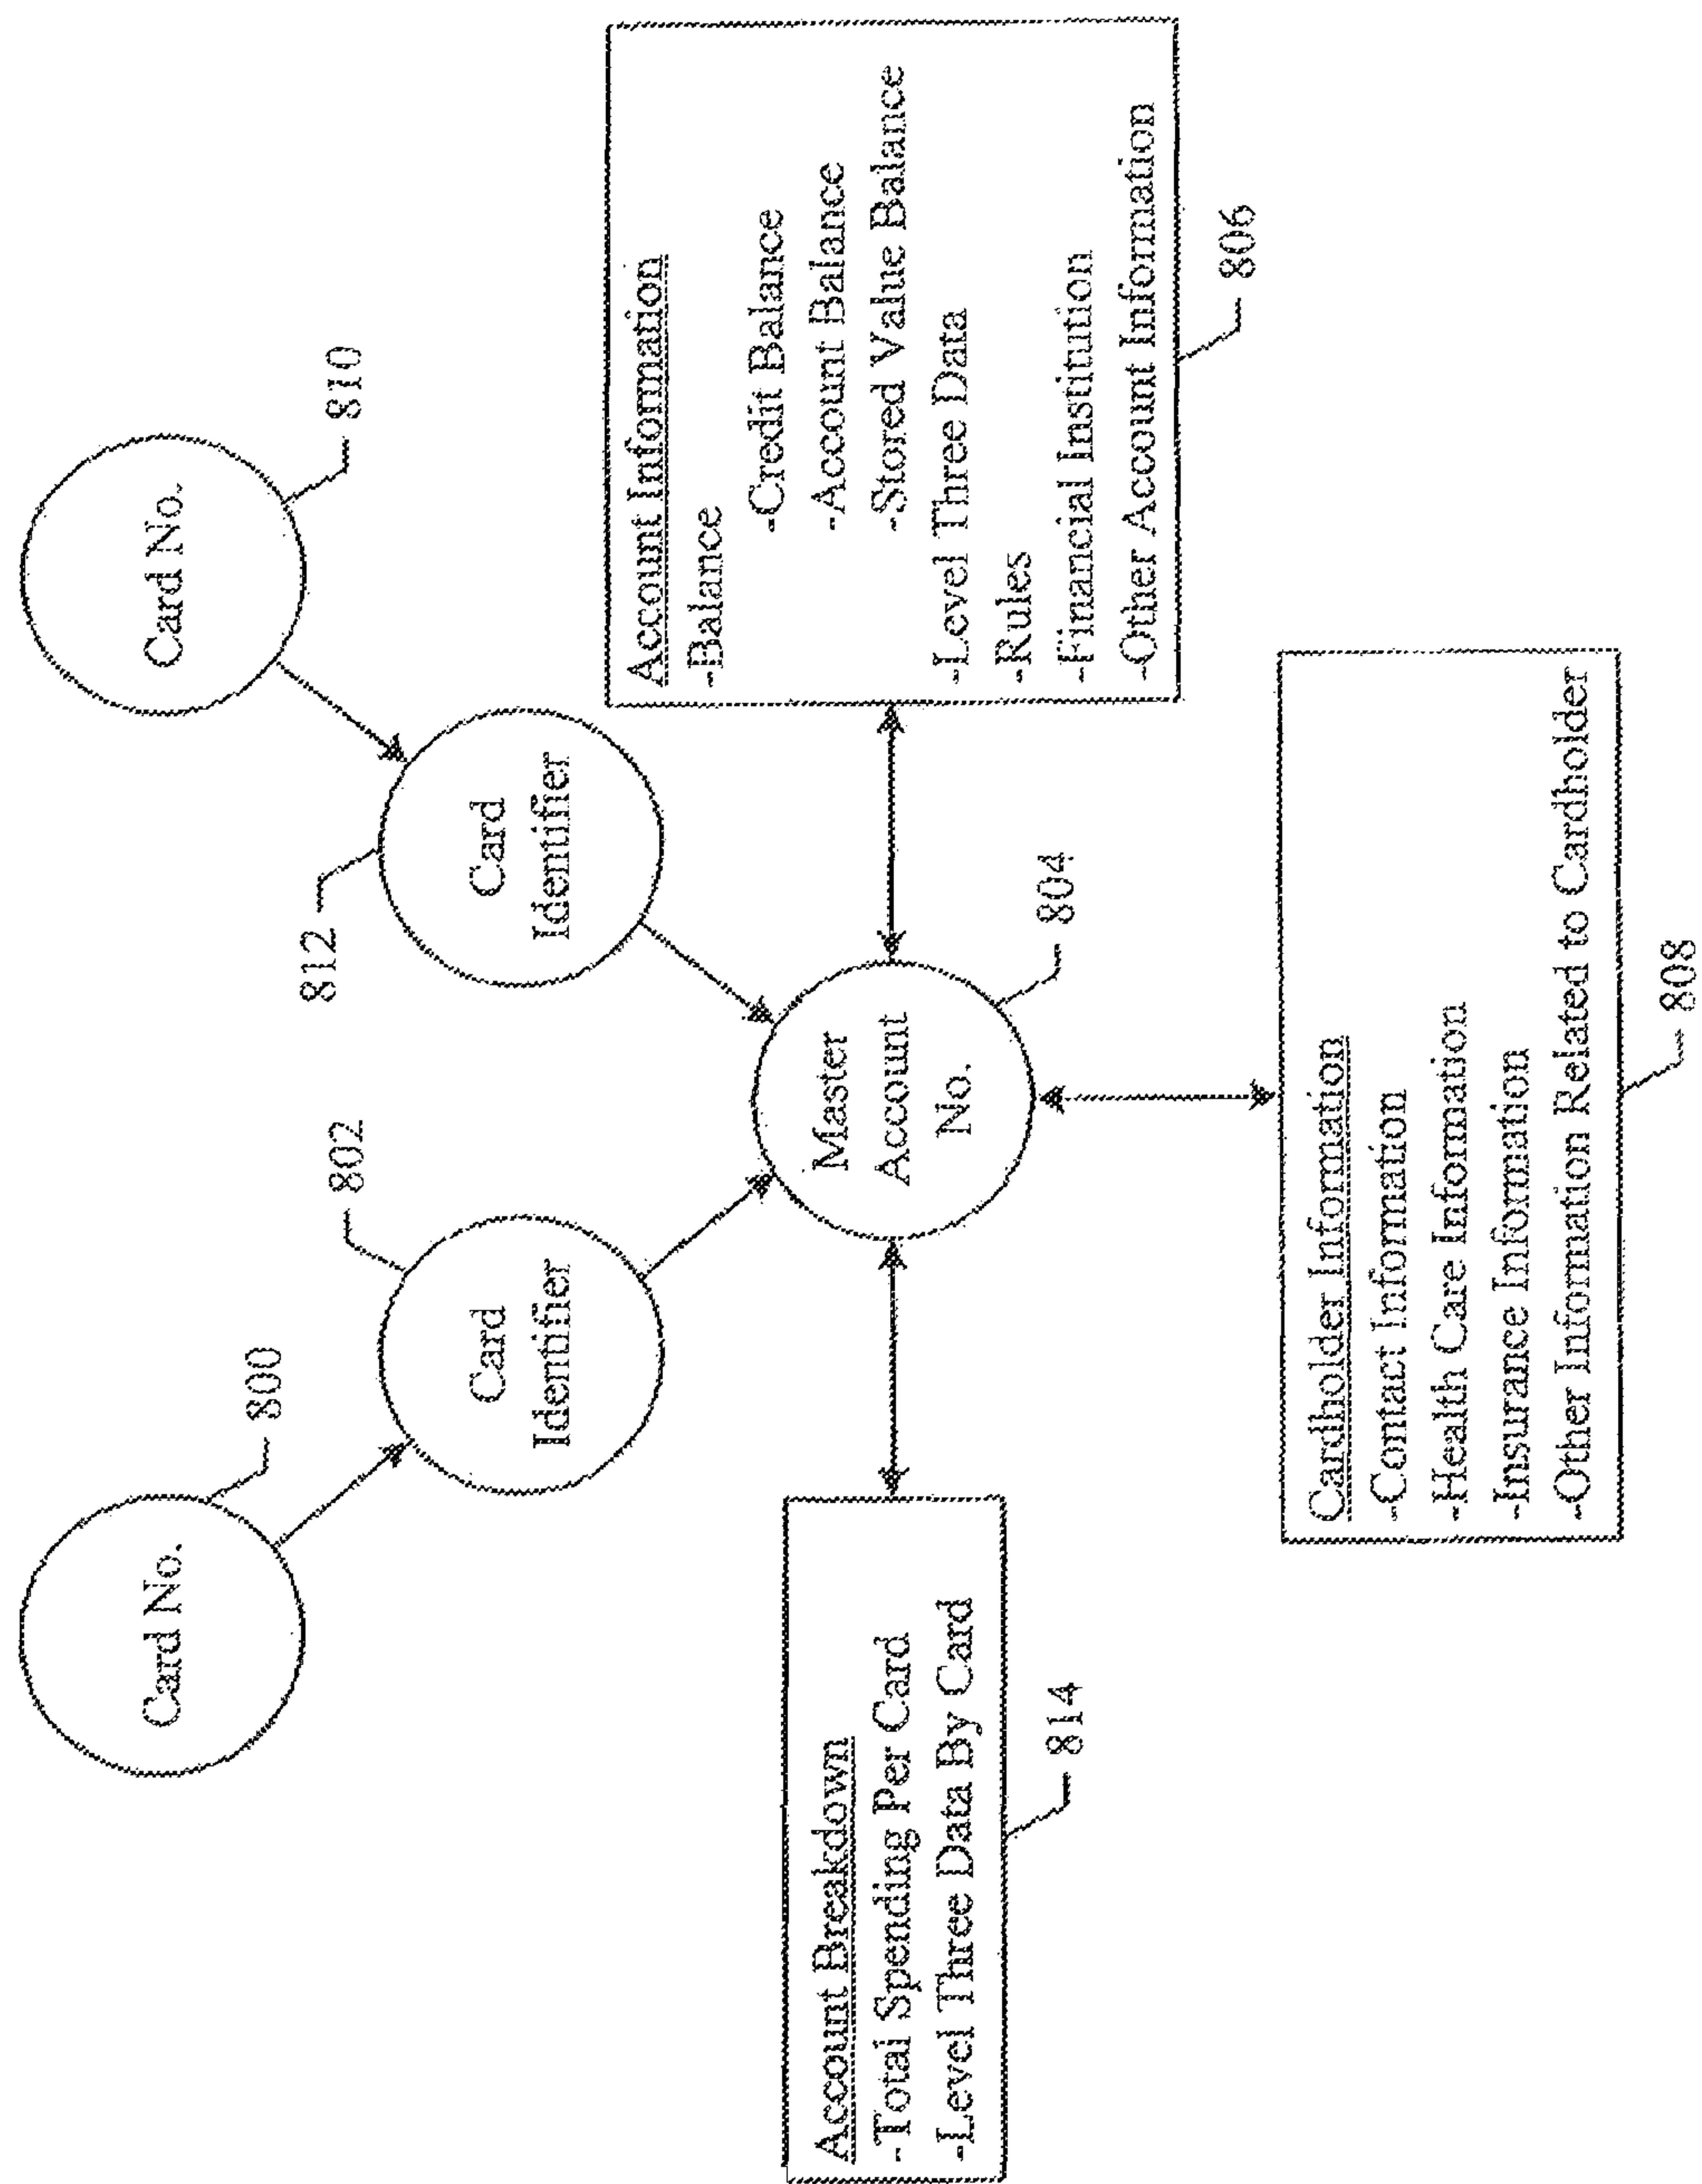 Card No.
800
Card No.
810
Card
Identifier
802
812
Card
Identifier
Account Breakdown
-Total Spending Per Card
-Level Three Data By Card
814
Master
Account
No.
804
Account Information
-Balance
-Credit Balance
-Account Balance
-Stored Value Balance
-Level Three Data
-Rules
-Financial Institution
-Other Account Information
806
Cardholder Information
-Contact Information
-Health Care Information
-Insurance Information
-Other Information Related to Cardholder
808